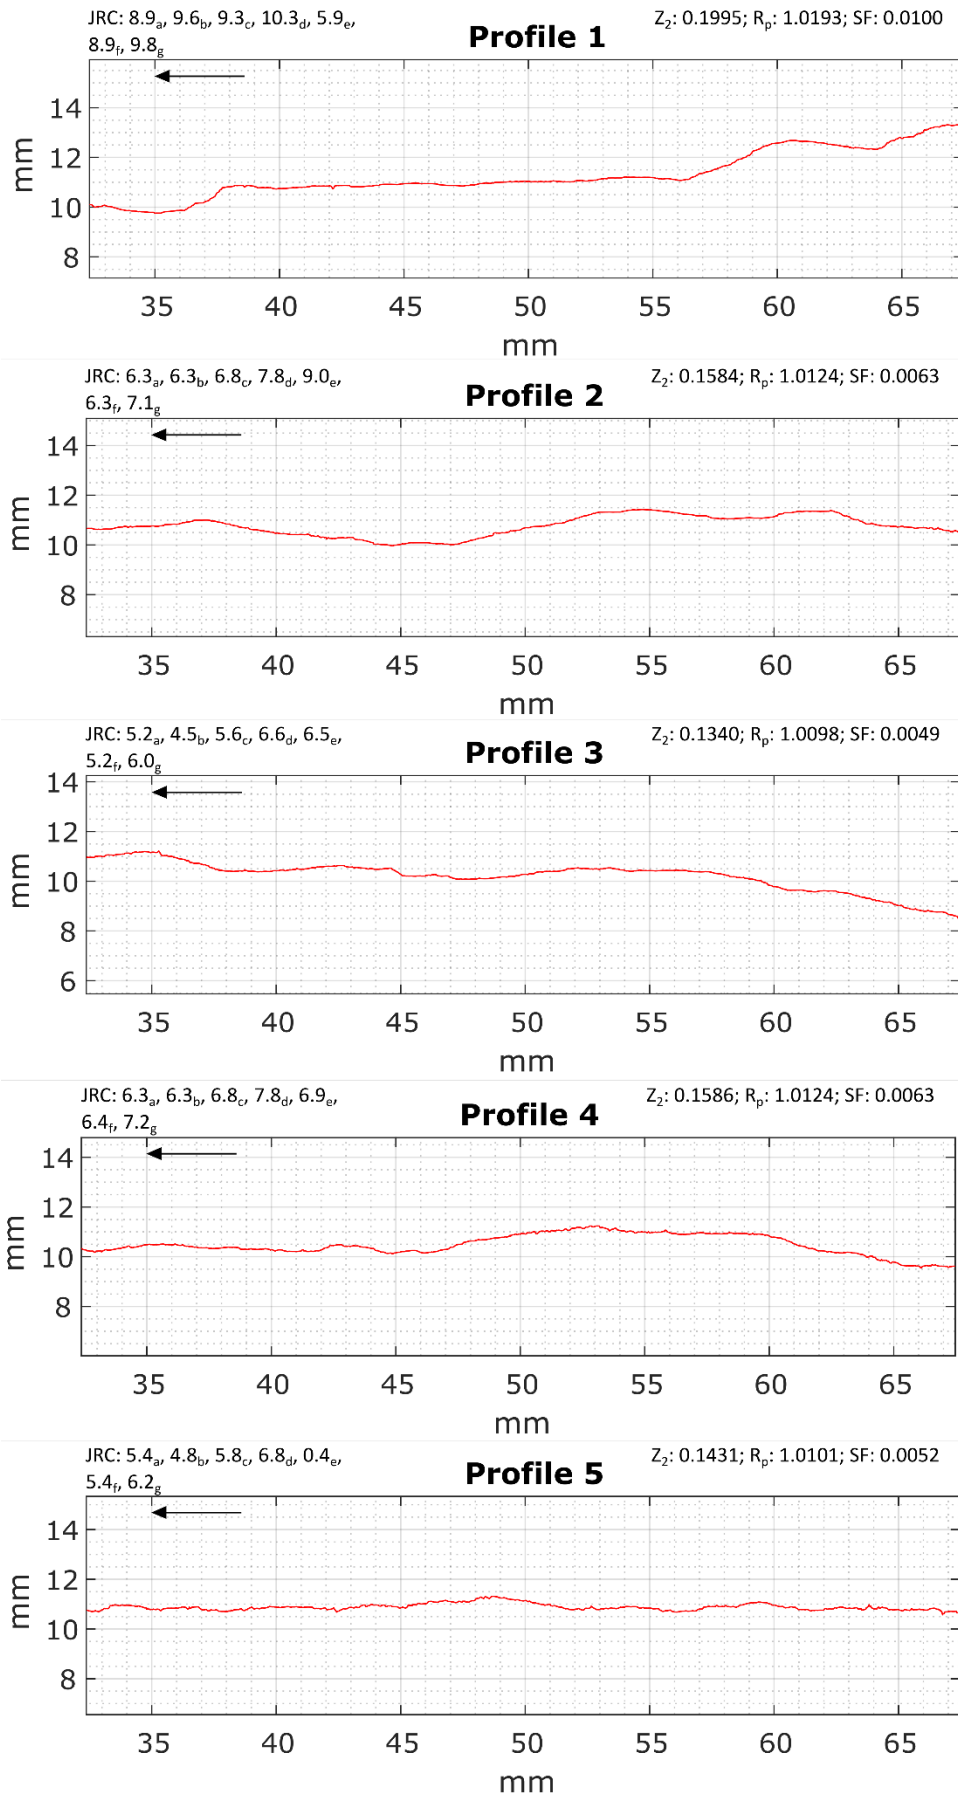 JRC: 8.9a, 9.6b, 9.3c, 10.3d, 5.9e,
8.9f, 9.8g
Z2: 0.1995; Rp: 1.0193; SF: 0.0100
Profile 1
14
12
10
8
mm
35 40 45 50 55 60 65
mm
JRC: 6.3a, 6.3b, 6.8c, 7.8d, 9.0e,
6.3f, 7.1g
Z2: 0.1584; Rp: 1.0124; SF: 0.0063
Profile 2
14
12
10
8
mm
35 40 45 50 55 60 65
mm
JRC: 5.2a, 4.5b, 5.6c, 6.6d, 6.5e,
5.2f, 6.0g
Z2: 0.1340; Rp: 1.0098; SF: 0.0049
Profile 3
14
12
10
8
6
mm
35 40 45 50 55 60 65
mm
JRC: 6.3a, 6.3b, 6.8c, 7.8d, 6.9e,
6.4f, 7.2g
Z2: 0.1586; Rp: 1.0124; SF: 0.0063
Profile 4
14
12
10
8
mm
35 40 45 50 55 60 65
mm
JRC: 5.4a, 4.8b, 5.8c, 6.8d, 0.4e,
5.4f, 6.2g
Z2: 0.1431; Rp: 1.0101; SF: 0.0052
Profile 5
14
12
10
8
mm
35 40 45 50 55 60 65
mm